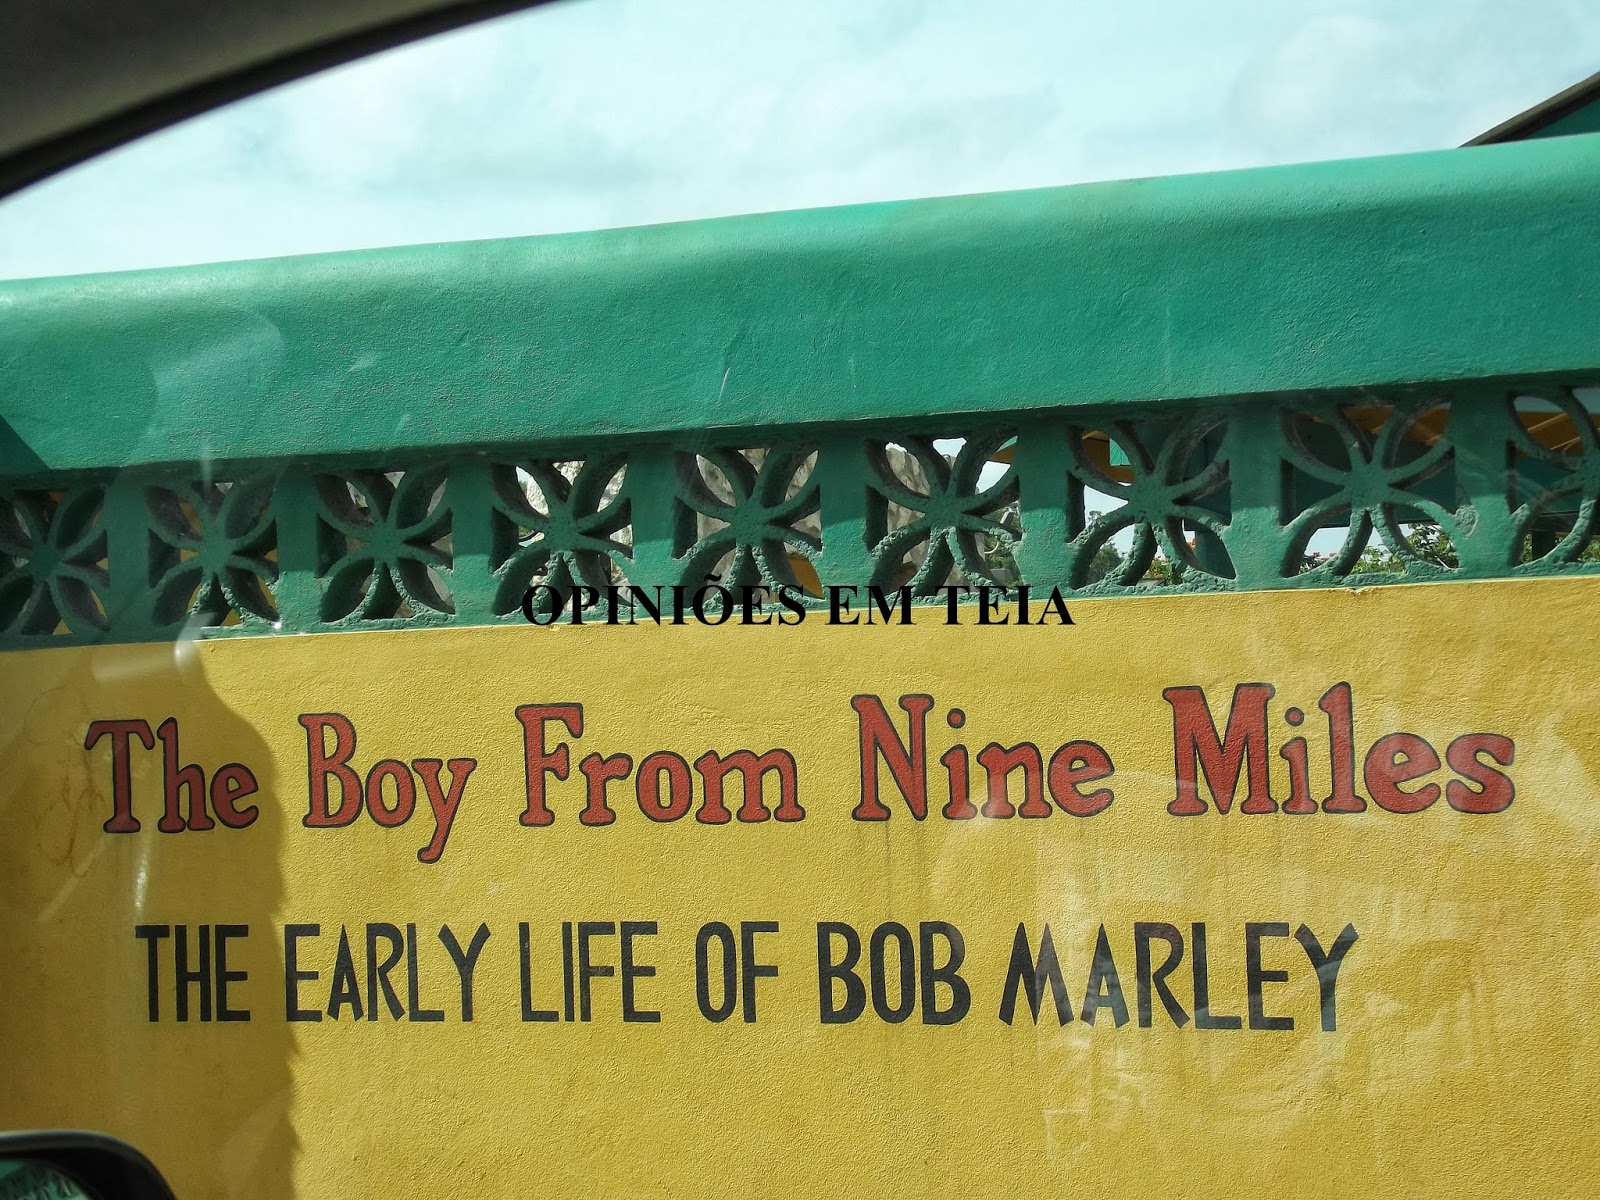 OPINIÕES EM TEIA
The Boy From Nine Miles
THE EARLY LIFE OF BOB MARLEY